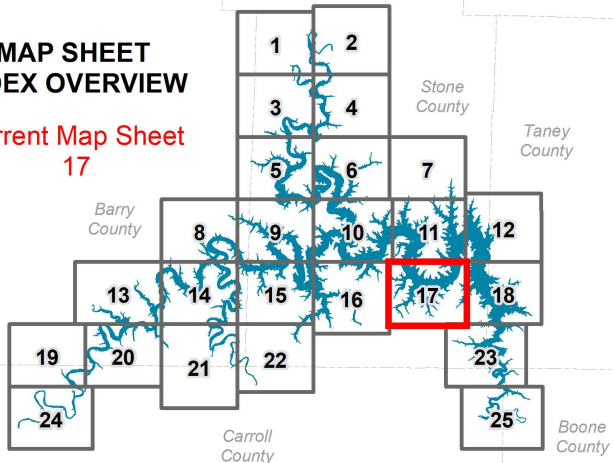 MAP SHEET
DEX OVERVIEW
rrent Map Sheet
17
1
2
Stone
County
3
4
Taney
County
5
6
7
Barry
County
8
9
10
11
12
13
14
15
16
17
18
19
20
21
22
23
24
25
Carroll
County
Boone
County